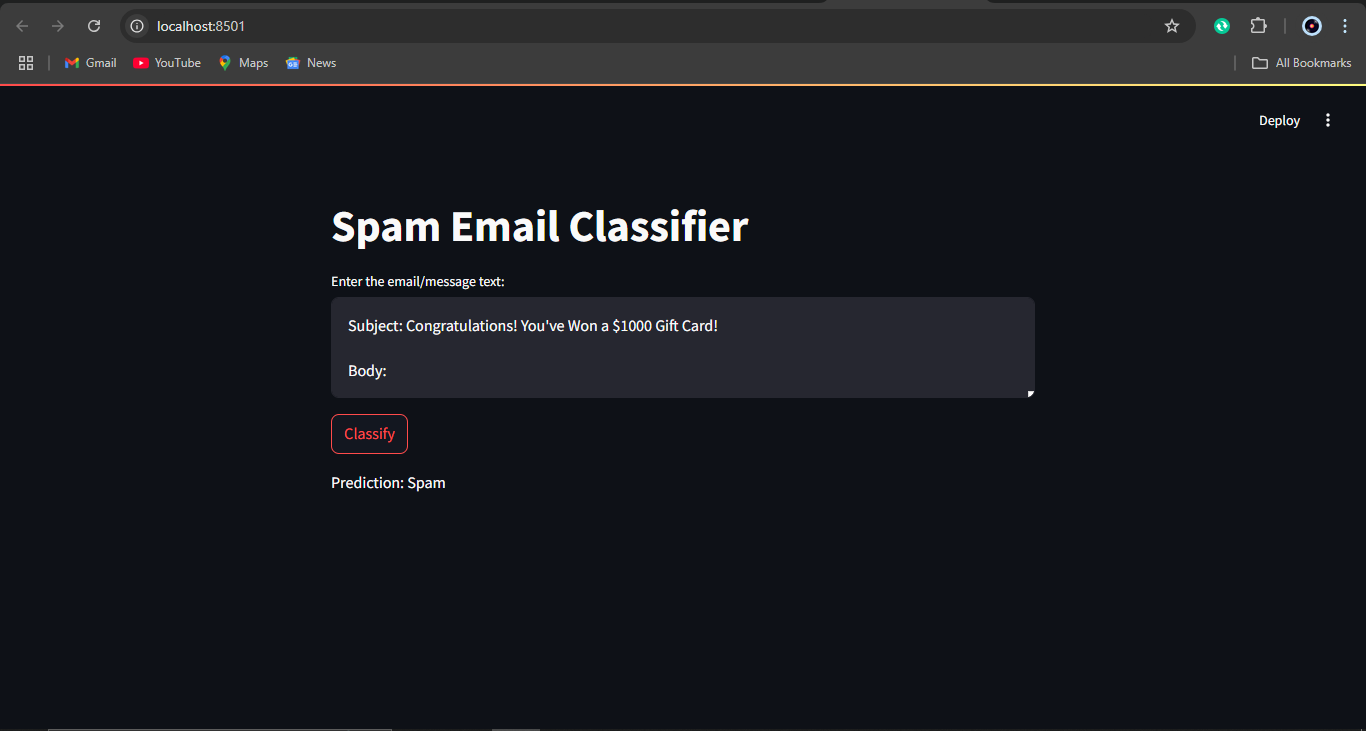 localhost:8501
Gmail YouTube Maps News All Bookmarks
Deploy
Spam Email Classifier
Enter the email/message text:
Subject: Congratulations! You've Won a $1000 Gift Card!
Body:
Classify
Prediction: Spam